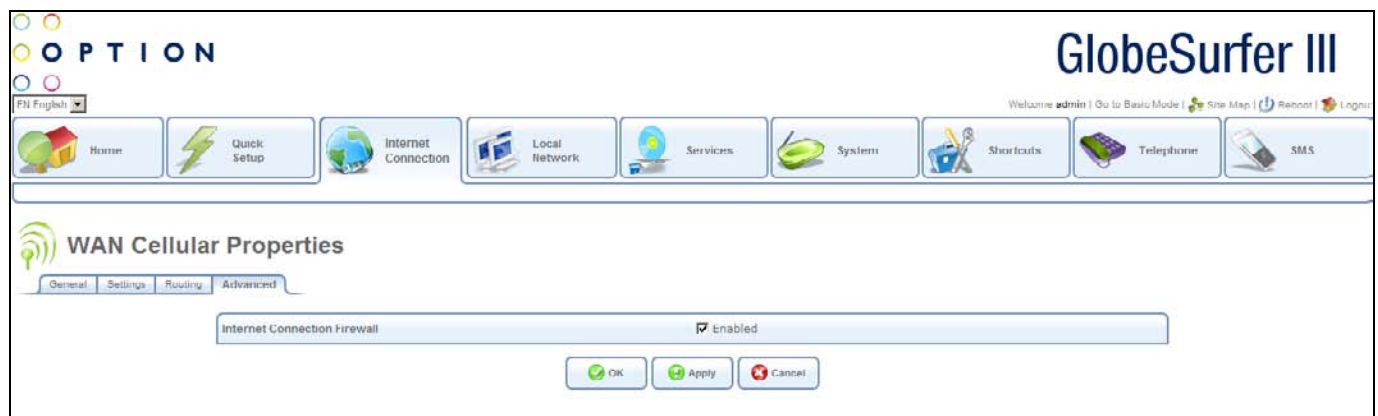 OPTION
GlobeSurfer III
EN English
Welcome admin | Go to Basic Mode | Site Map | Reboot | Logout
Home
Quick Setup
Internet Connection
Local Network
Services
System
Shortcuts
Telephone
SMS
WAN Cellular Properties
General Settings Routing Advanced
Internet Connection Firewall Enabled
OK Apply Cancel